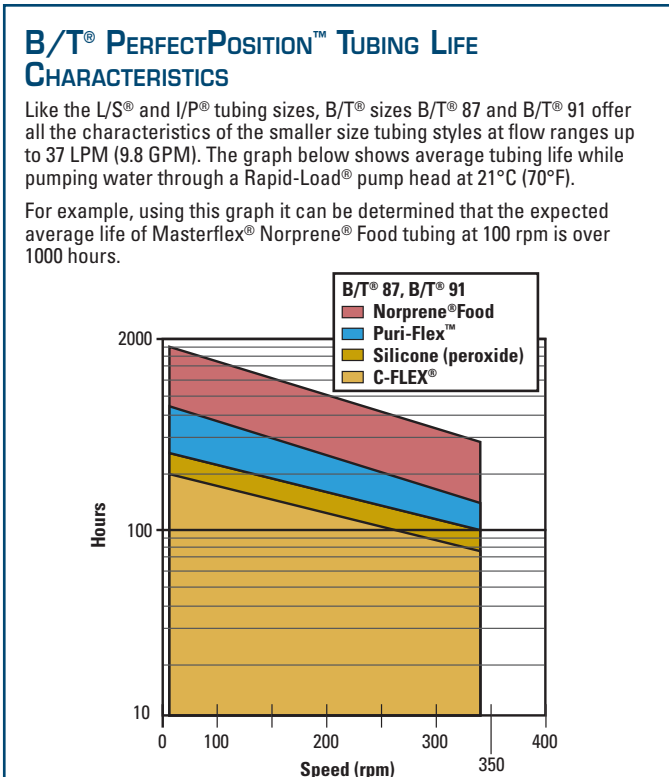 B/T® PerfectPosition™ Tubing Life
Characteristics
Like the L/S® and I/P® tubing sizes, B/T® sizes B/T® 87 and B/T® 91 offer
all the characteristics of the smaller size tubing styles at flow ranges up
to 37 LPM (9.8 GPM). The graph below shows average tubing life while
pumping water through a Rapid-Load® pump head at 21°C (70°F).
For example, using this graph it can be determined that the expected
average life of Masterflex® Norprene® Food tubing at 100 rpm is over
1000 hours.
B/T® 87, B/T® 91
Norprene®Food
Puri-Flex™
Silicone (peroxide)
C-FLEX®
2000
100
10
Hours
0 100 200 300 400
350
Speed (rpm)